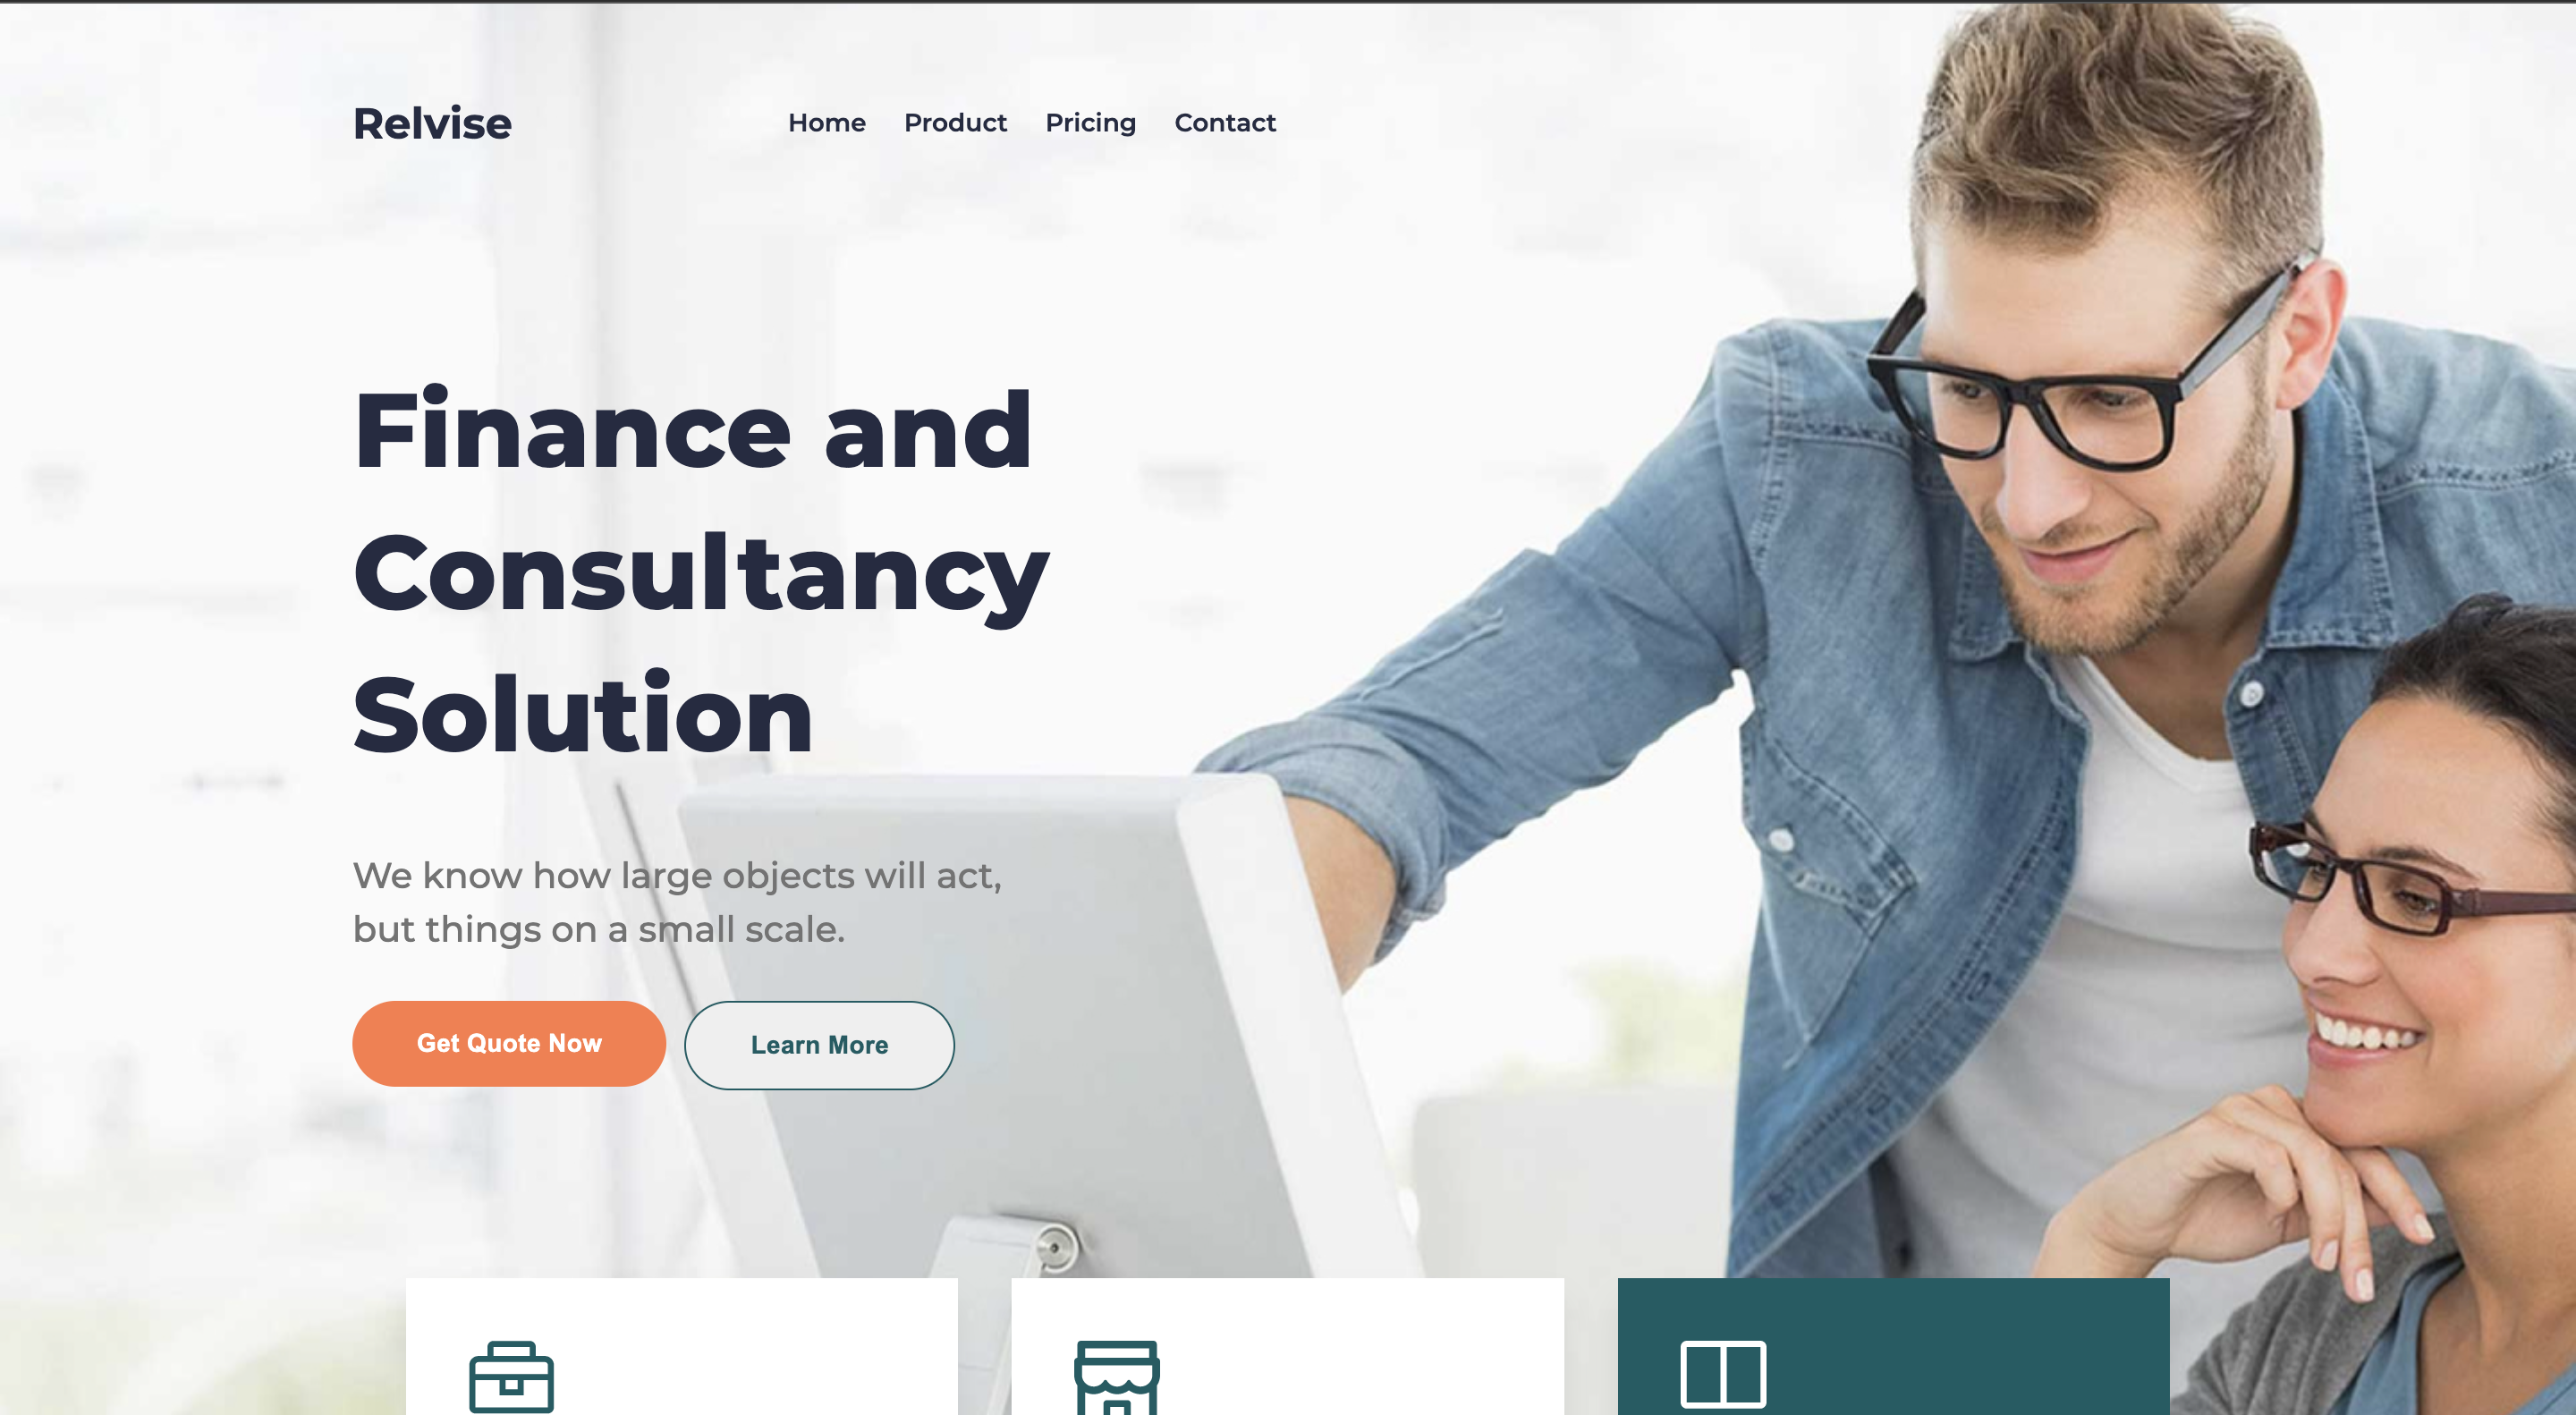 Relvise
Home Product Pricing Contact
Finance and
Consultancy
Solution
We know how large objects will act,
but things on a small scale.
Get Quote Now
Learn More